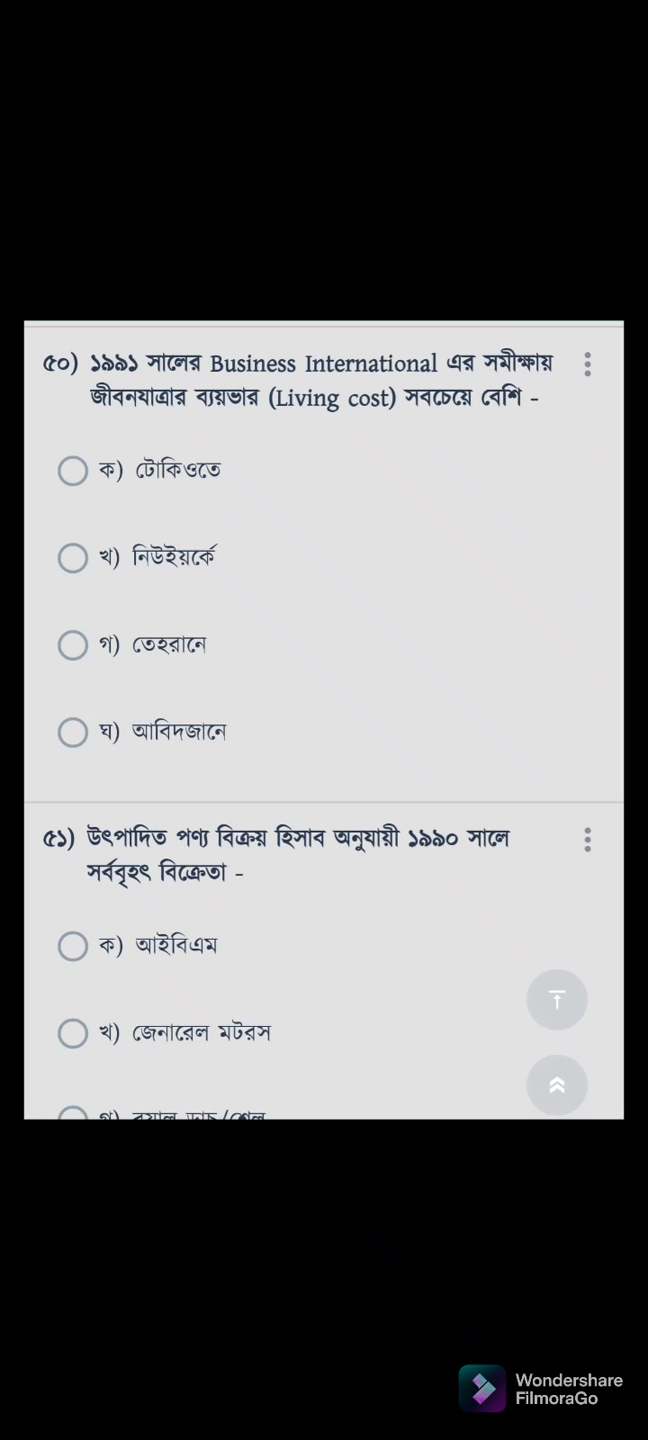 ৫০) ১৯৯১ সালের Business International এর সমীক্ষায়
জীবনযাত্রার ব্যয়ভার (Living cost) সবচেয়ে বেশি -
ক) টোকিওতে
খ) নিউইয়র্কে
গ) তেহরানে
ঘ) আবিদজানে
৫১) উৎপাদিত পণ্য বিক্রয় হিসাব অনুযায়ী ১৯৯০ সালে
সর্ববৃহৎ বিক্রেতা -
ক) আইবিএম
খ) জেনারেল মটরস
গ) রয়াল ডাচ/শেল
Wondershare
FilmoraGo